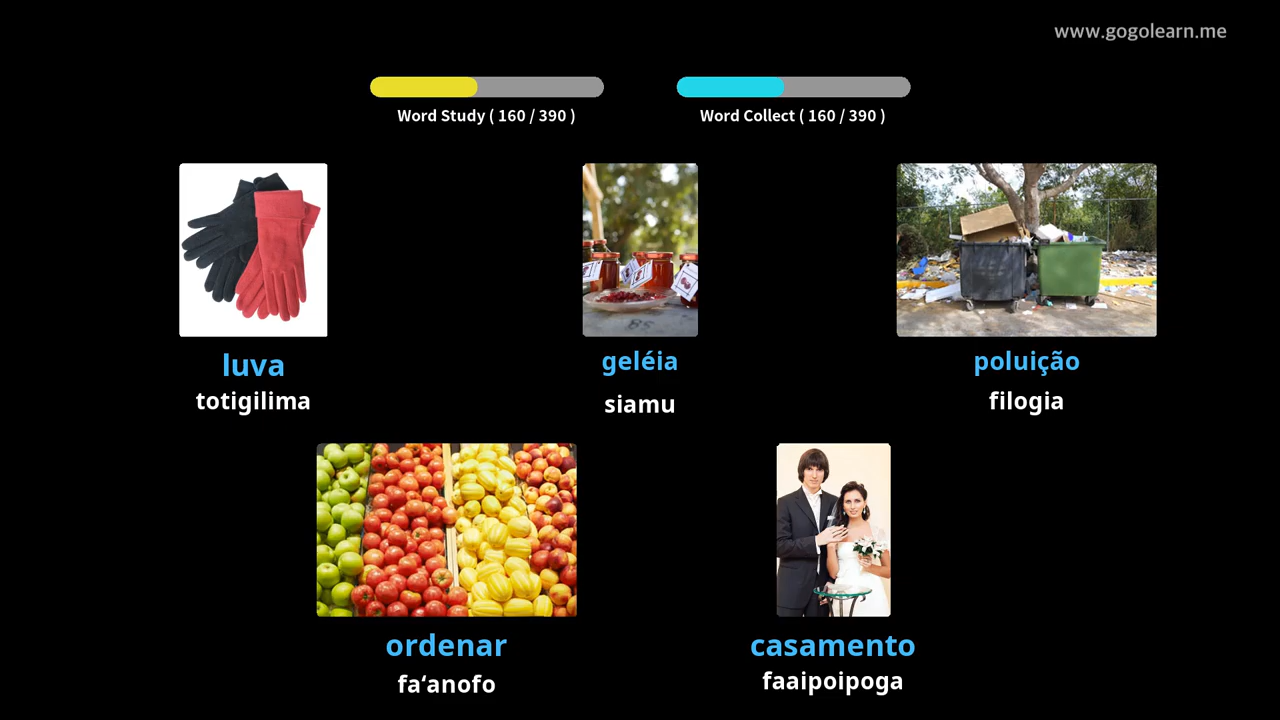 www.gogolearn.me
Word Study ( 160 / 390 )
Word Collect ( 160 / 390 )
luva
totigilima
geléia
siamu
poluição
filogia
ordenar
fa‘anofo
casamento
faaipoipoga